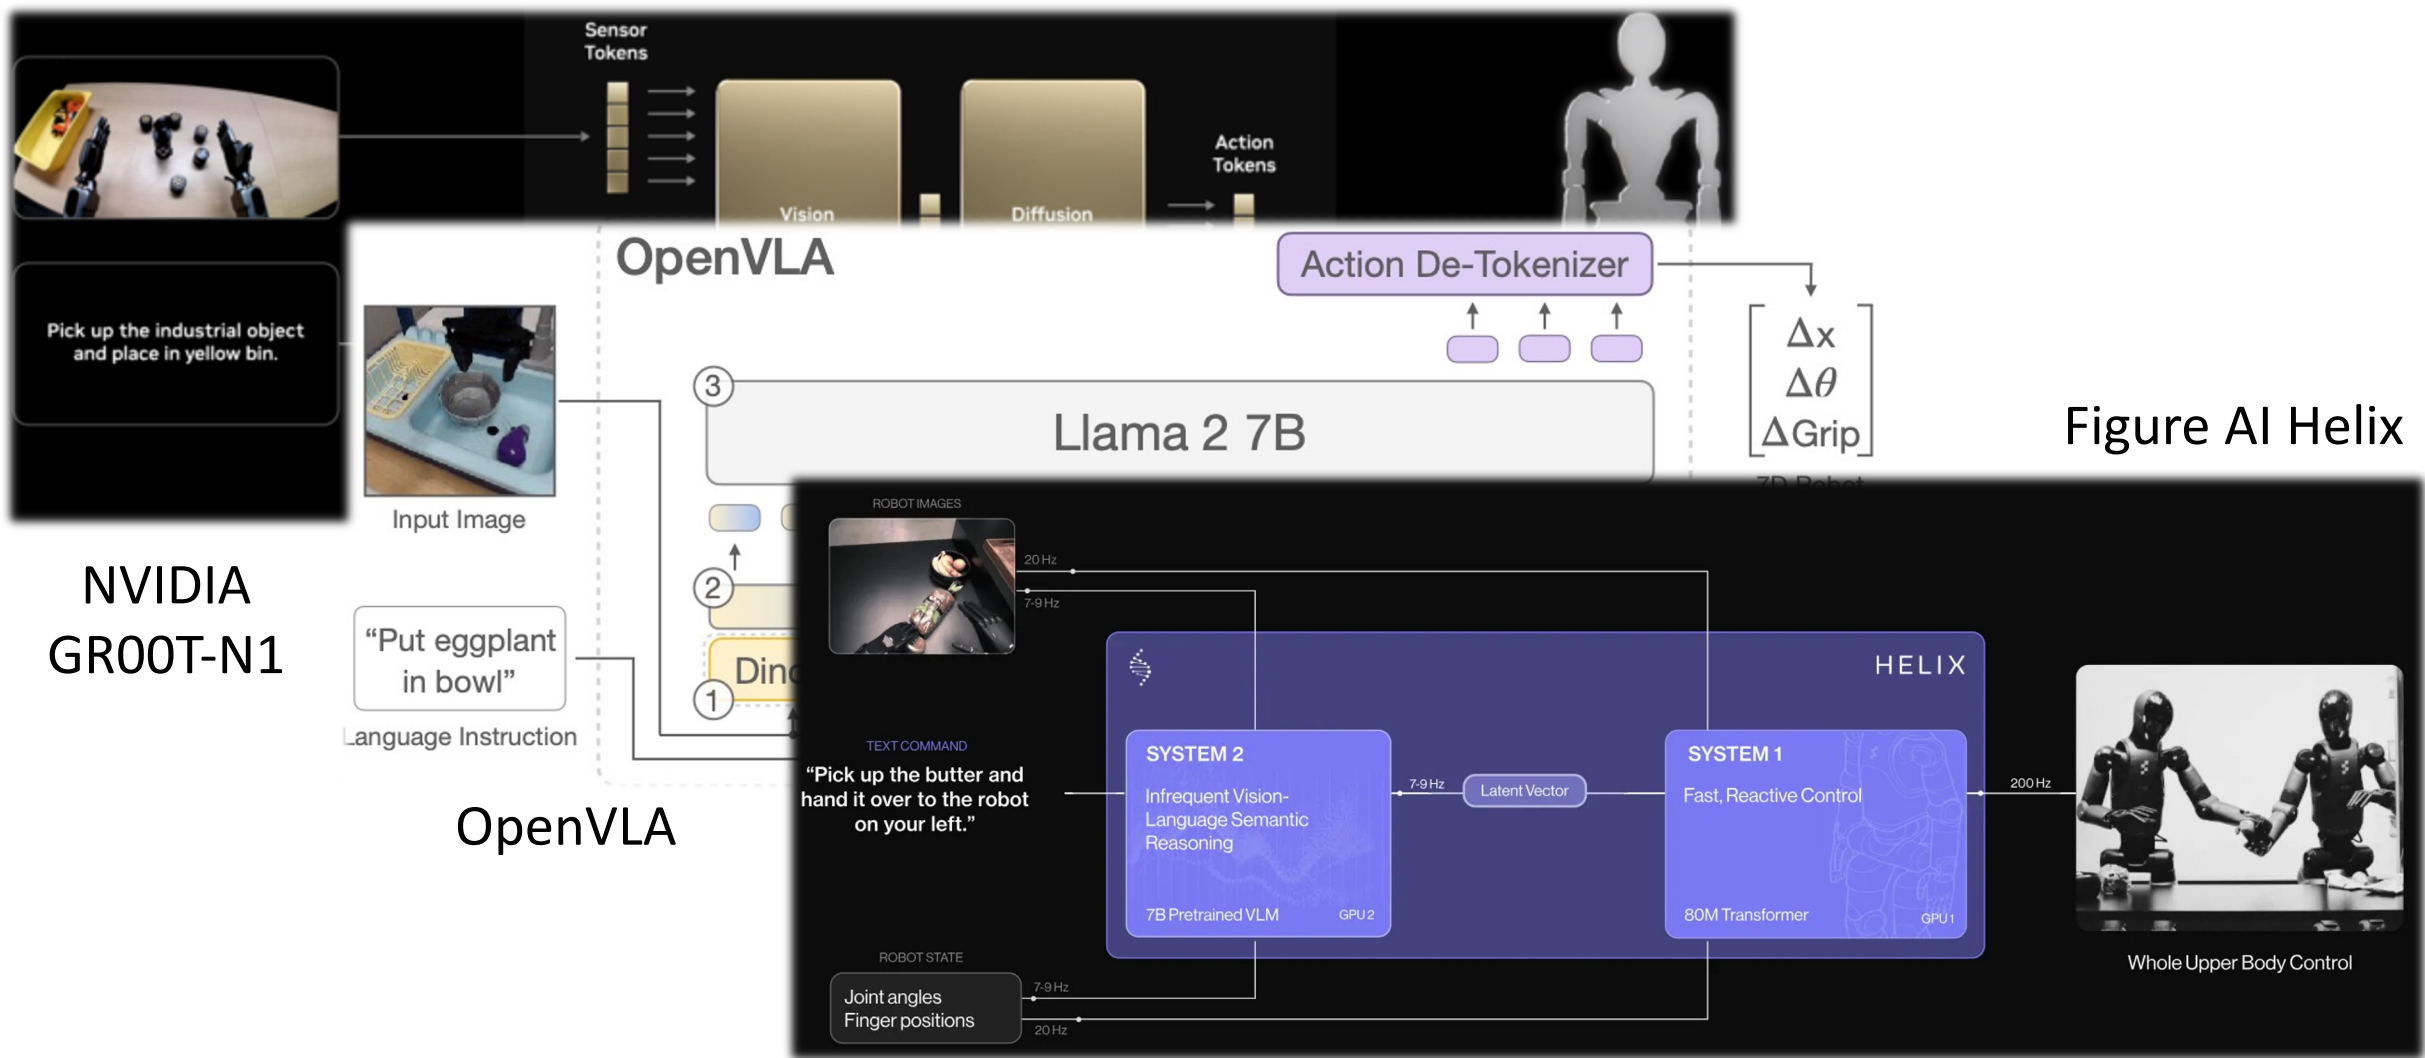 Sensor
Tokens
Vision
Diffusion
Action
Tokens
Pick up the industrial object
and place in yellow bin.
NVIDIA
GR00T-N1
OpenVLA
Action De-Tokenizer
Δx
Δθ
ΔGrip
3
Llama 2 7B
Input Image
2
1
“Put eggplant
in bowl”
Language Instruction
OpenVLA
Figure AI Helix
ROBOT IMAGES
20 Hz
7-9 Hz
HELIX
TEXT COMMAND
“Pick up the butter and
hand it over to the robot
on your left.”
SYSTEM 2
Infrequent Vision-
Language Semantic
Reasoning
7B Pretrained VLM
GPU 2
7-9 Hz
Latent Vector
SYSTEM 1
Fast, Reactive Control
80M Transformer
GPU 1
200 Hz
Whole Upper Body Control
ROBOT STATE
Joint angles
Finger positions
7-9 Hz
20 Hz